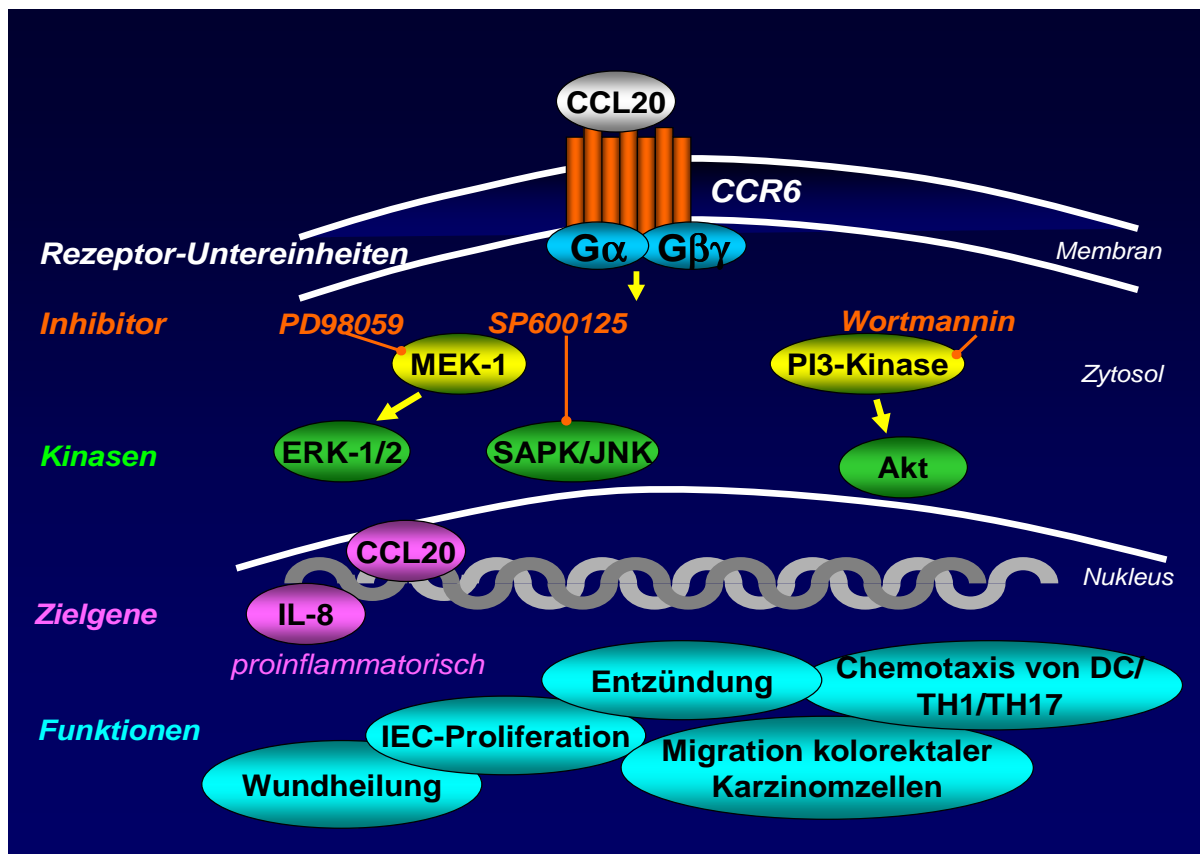 CCL20
CCR6
Rezeptor-Untereinheiten
Gα Gβγ
Membran
Inhibitor
PD98059
SP600125
Wortmannin
MEK-1
PI3-Kinase
Zytosol
Kinasen
ERK-1/2
SAPK/JNK
Akt
CCL20
Nukleus
Zielgene
IL-8
proinflammatorisch
Funktionen
Entzündung
Chemotaxis von DC/
TH1/TH17
IEC-Proliferation
Migration kolorektaler
Karzinomzellen
Wundheilung